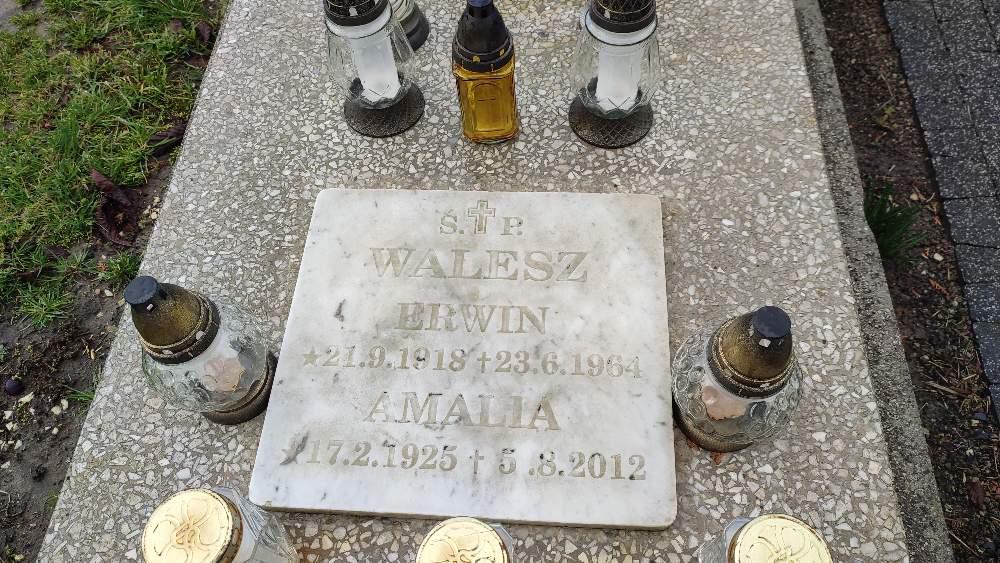 Ś. ✝ P.
WALESZ
ERWIN
★21.9.1918 ✝23.6.1964
AMALIA
★17.2.1925 ✝ 5.8.2012